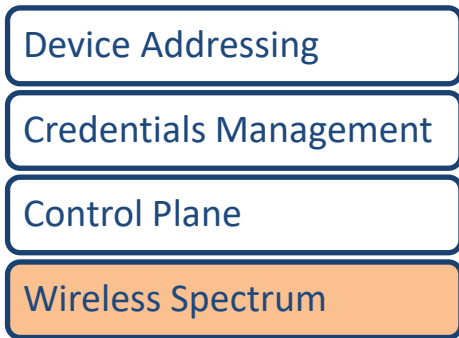 Device Addressing
Credentials Management
Control Plane
Wireless Spectrum